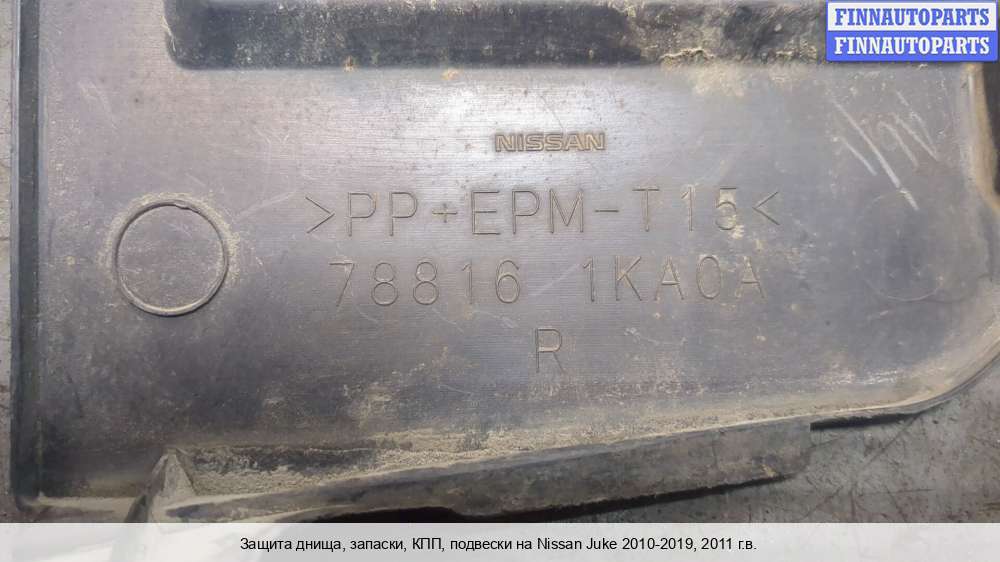 FINNAUTOPARTS
FINNAUTOPARTS
NISSAN
>PP+EPM-T15<
78816 1KA0A
R
Защита днища, запаски, КПП, подвески на Nissan Juke 2010-2019, 2011 г.в.